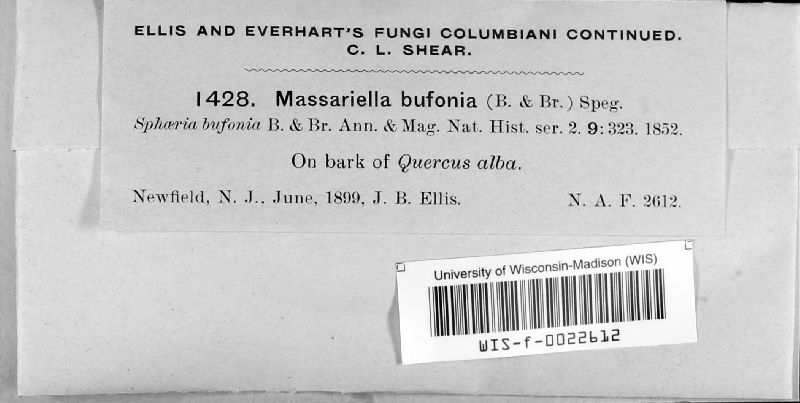 ELLIS AND EVERHART'S FUNGI COLUMBIANI CONTINUED.
C. L. SHEAR.
1428. Massariella bufonia (B. & Br.) Speg.
Sphæria bufonia B. & Br. Ann. & Mag. Nat. Hist. ser. 2. 9: 323. 1852.
On bark of Quercus alba.
Newfield, N. J., June, 1899, J. B. Ellis. N. A. F. 2612.
University of Wisconsin-Madison (WIS)
WIS-f-0022612